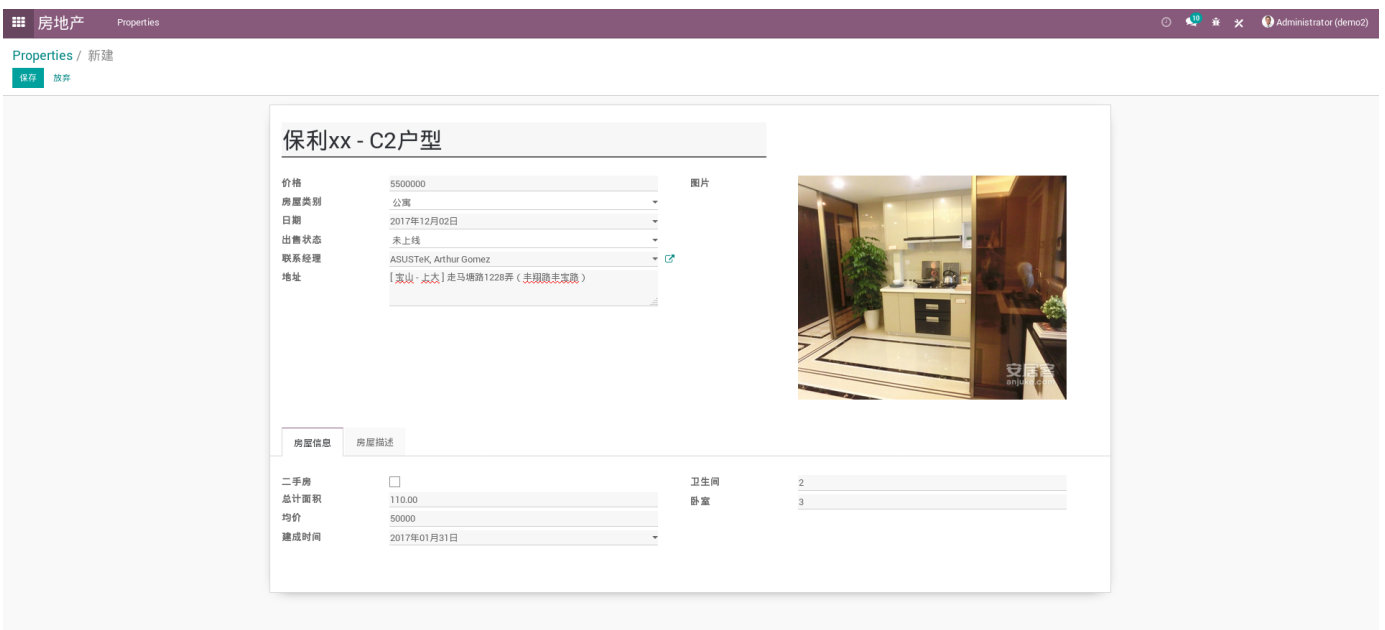 房地产 Properties 10 Administrator (demo2)
Properties / 新建
保存 放弃
保利xx - C2户型
价格 5500000
房屋类别 公寓
日期 2017年12月02日
出售状态 未上线
联系经理 ASUSTeK, Arthur Gomez
地址 [ 宝山 - 上大 ] 走马塘路1228弄 ( 丰翔路丰宝路 )
图片
安居客
anjuke.com
房屋信息 房屋描述
二手房
总计面积 110.00
均价 50000
建成时间 2017年01月31日
卫生间 2
卧室 3